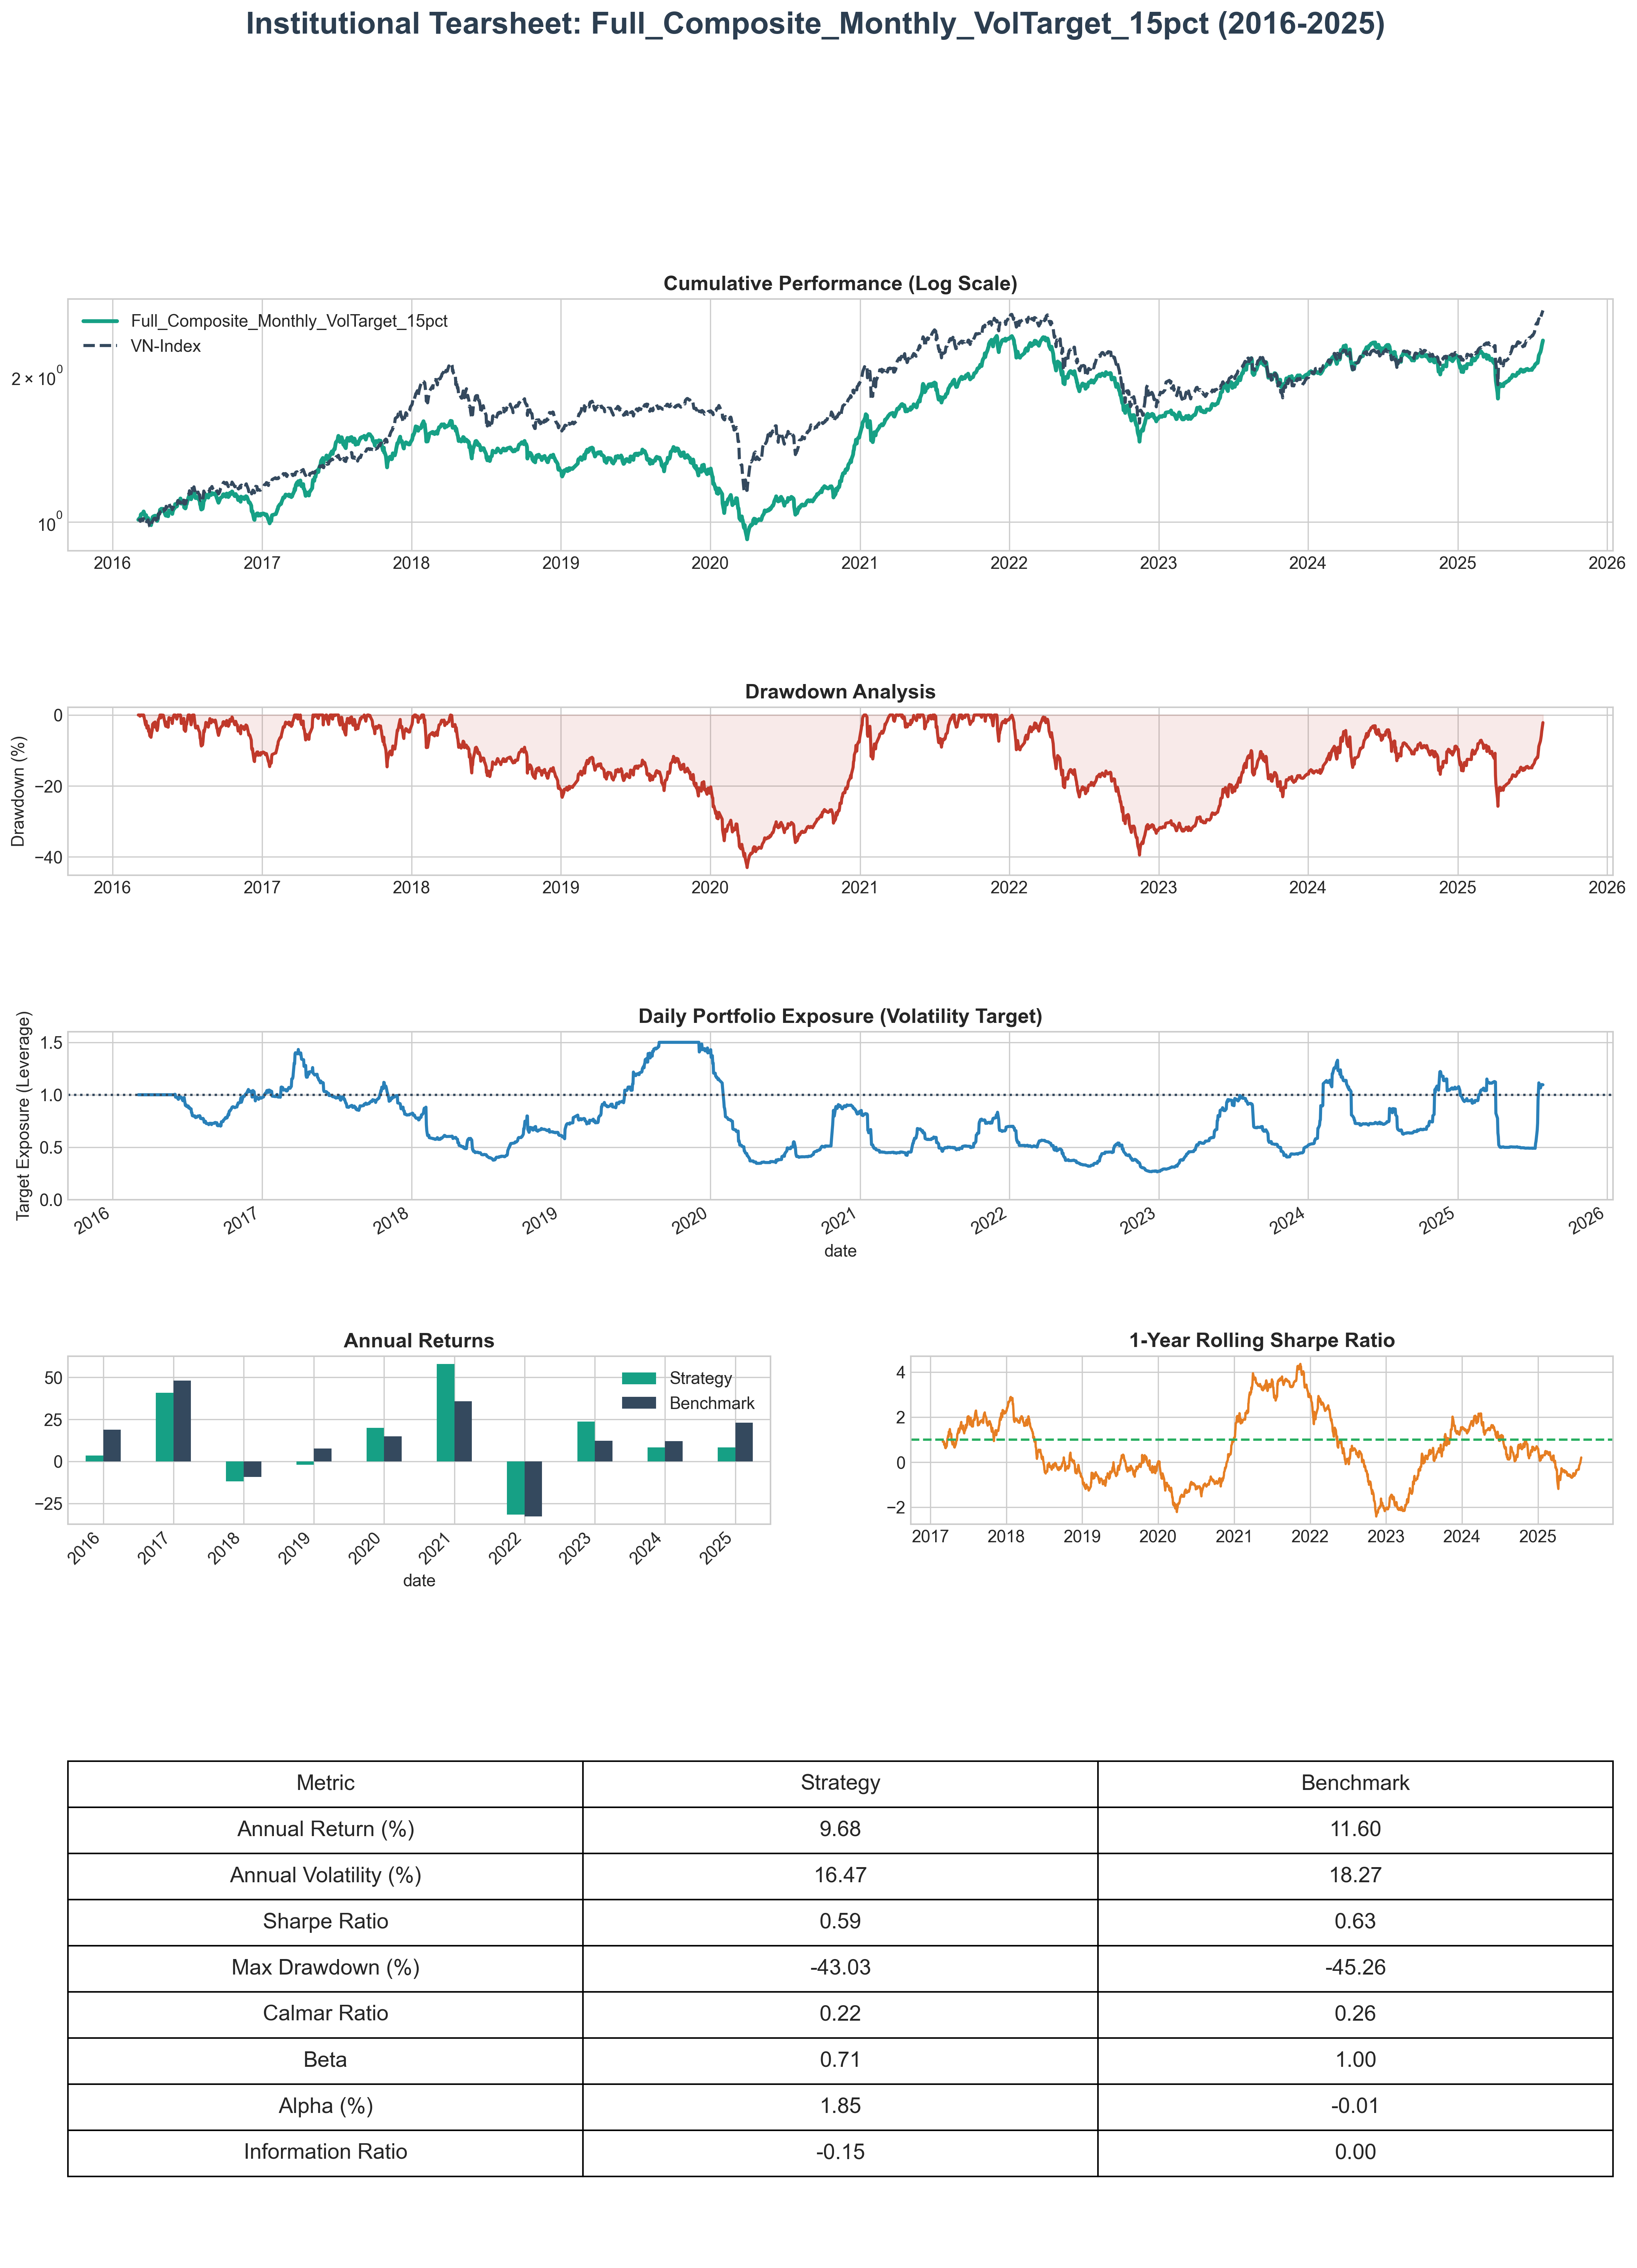 Institutional Tearsheet: Full_Composite_Monthly_VolTarget_15pct (2016-2025)
Cumulative Performance (Log Scale)
Full_Composite_Monthly_VolTarget_15pct
VN-Index
2 × 10⁰
10⁰
2016 2017 2018 2019 2020 2021 2022 2023 2024 2025 2026
Drawdown Analysis
Drawdown (%)
0
−20
−40
2016 2017 2018 2019 2020 2021 2022 2023 2024 2025 2026
Daily Portfolio Exposure (Volatility Target)
Target Exposure (Leverage)
1.5
1.0
0.5
0.0
2016 2017 2018 2019 2020 2021 2022 2023 2024 2025 2026
date
Annual Returns
Strategy
Benchmark
50
25
0
−25
2016 2017 2018 2019 2020 2021 2022 2023 2024 2025
date
1-Year Rolling Sharpe Ratio
4
2
0
−2
2017 2018 2019 2020 2021 2022 2023 2024 2025
Metric Strategy Benchmark
Annual Return (%) 9.68 11.60
Annual Volatility (%) 16.47 18.27
Sharpe Ratio 0.59 0.63
Max Drawdown (%) -43.03 -45.26
Calmar Ratio 0.22 0.26
Beta 0.71 1.00
Alpha (%) 1.85 -0.01
Information Ratio -0.15 0.00